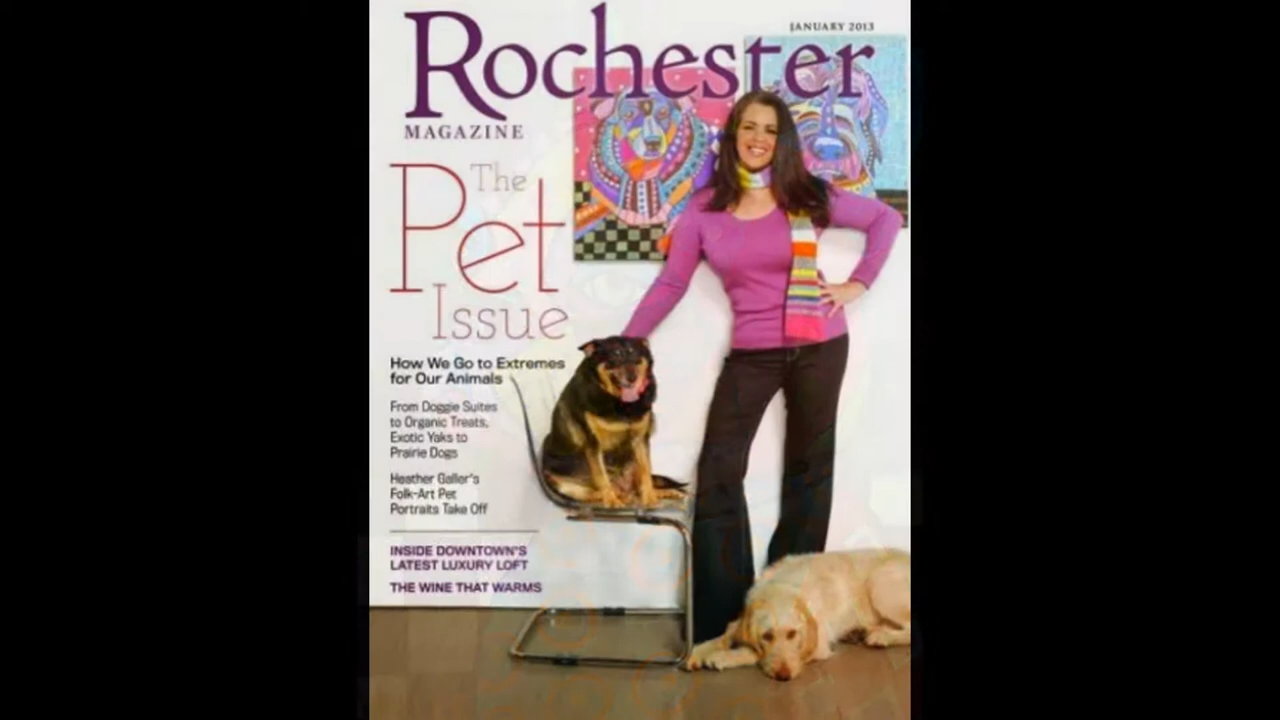 JANUARY 2013
Rochester
MAGAZINE
The
Pet
Issue
How We Go to Extremes
for Our Animals
From Doggie Suites
to Organic Treats,
Exotic Yaks to
Prairie Dogs
Heather Galler's
Folk-Art Pet
Portraits Take Off
INSIDE DOWNTOWN'S
LATEST LUXURY LOFT
THE WINE THAT WARMS